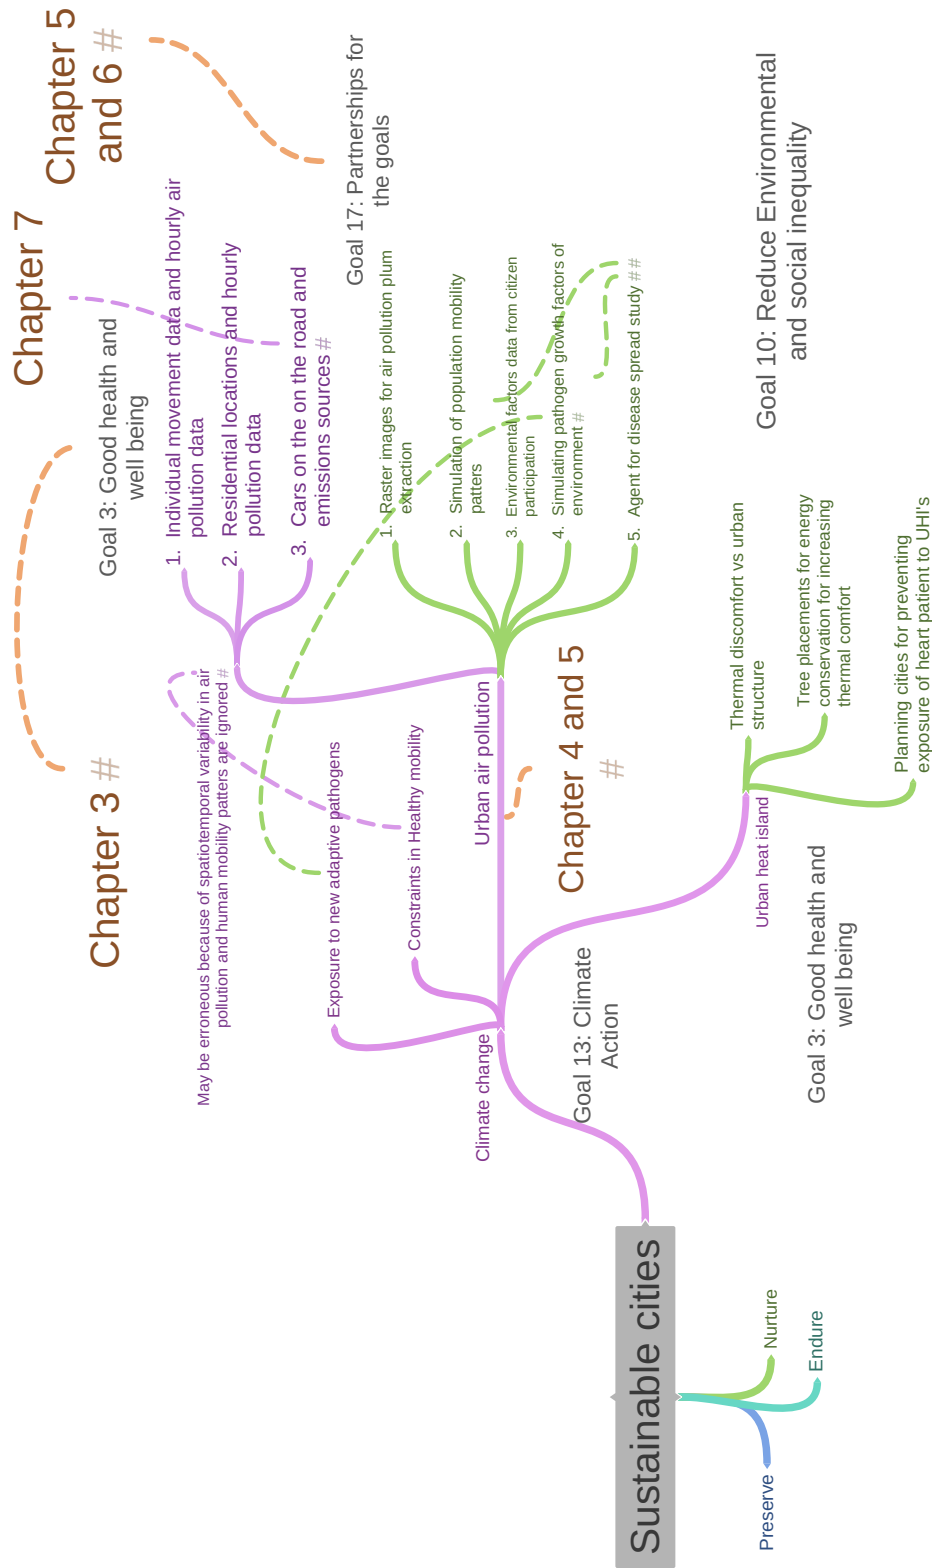 Chapter 7
Chapter 5
and 6 #
Chapter 3 #
Goal 3: Good health and
well being
1. Individual movement data and hourly air
pollution data
2. Residential locations and hourly
pollution data
3. Cars on the on the road and
emissions sources #
May be erroneous because of spatiotemporal variability in air
pollution and human mobility patters are ignored #
Goal 17: Partnerships for
the goals
Exposure to new adaptive pathogens
Constraints in Healthy mobility
1. Raster images for air pollution plum
extraction
2. Simulation of population mobility
patters
3. Environmental factors data from citizen
participation
4. Simulating pathogen growth factors of
environment #
5. Agent for disease spread study ##
Climate change
Urban air pollution
Chapter 4 and 5
#
Goal 13: Climate
Action
Sustainable cities
Thermal discomfort vs urban
structure
Goal 10: Reduce Environmental
and social inequality
Urban heat island
Tree placements for energy
conservation for increasing
thermal comfort
Goal 3: Good health and
well being
Planning cities for preventing
exposure of heart patient to UHI's
Preserve
Nurture
Endure